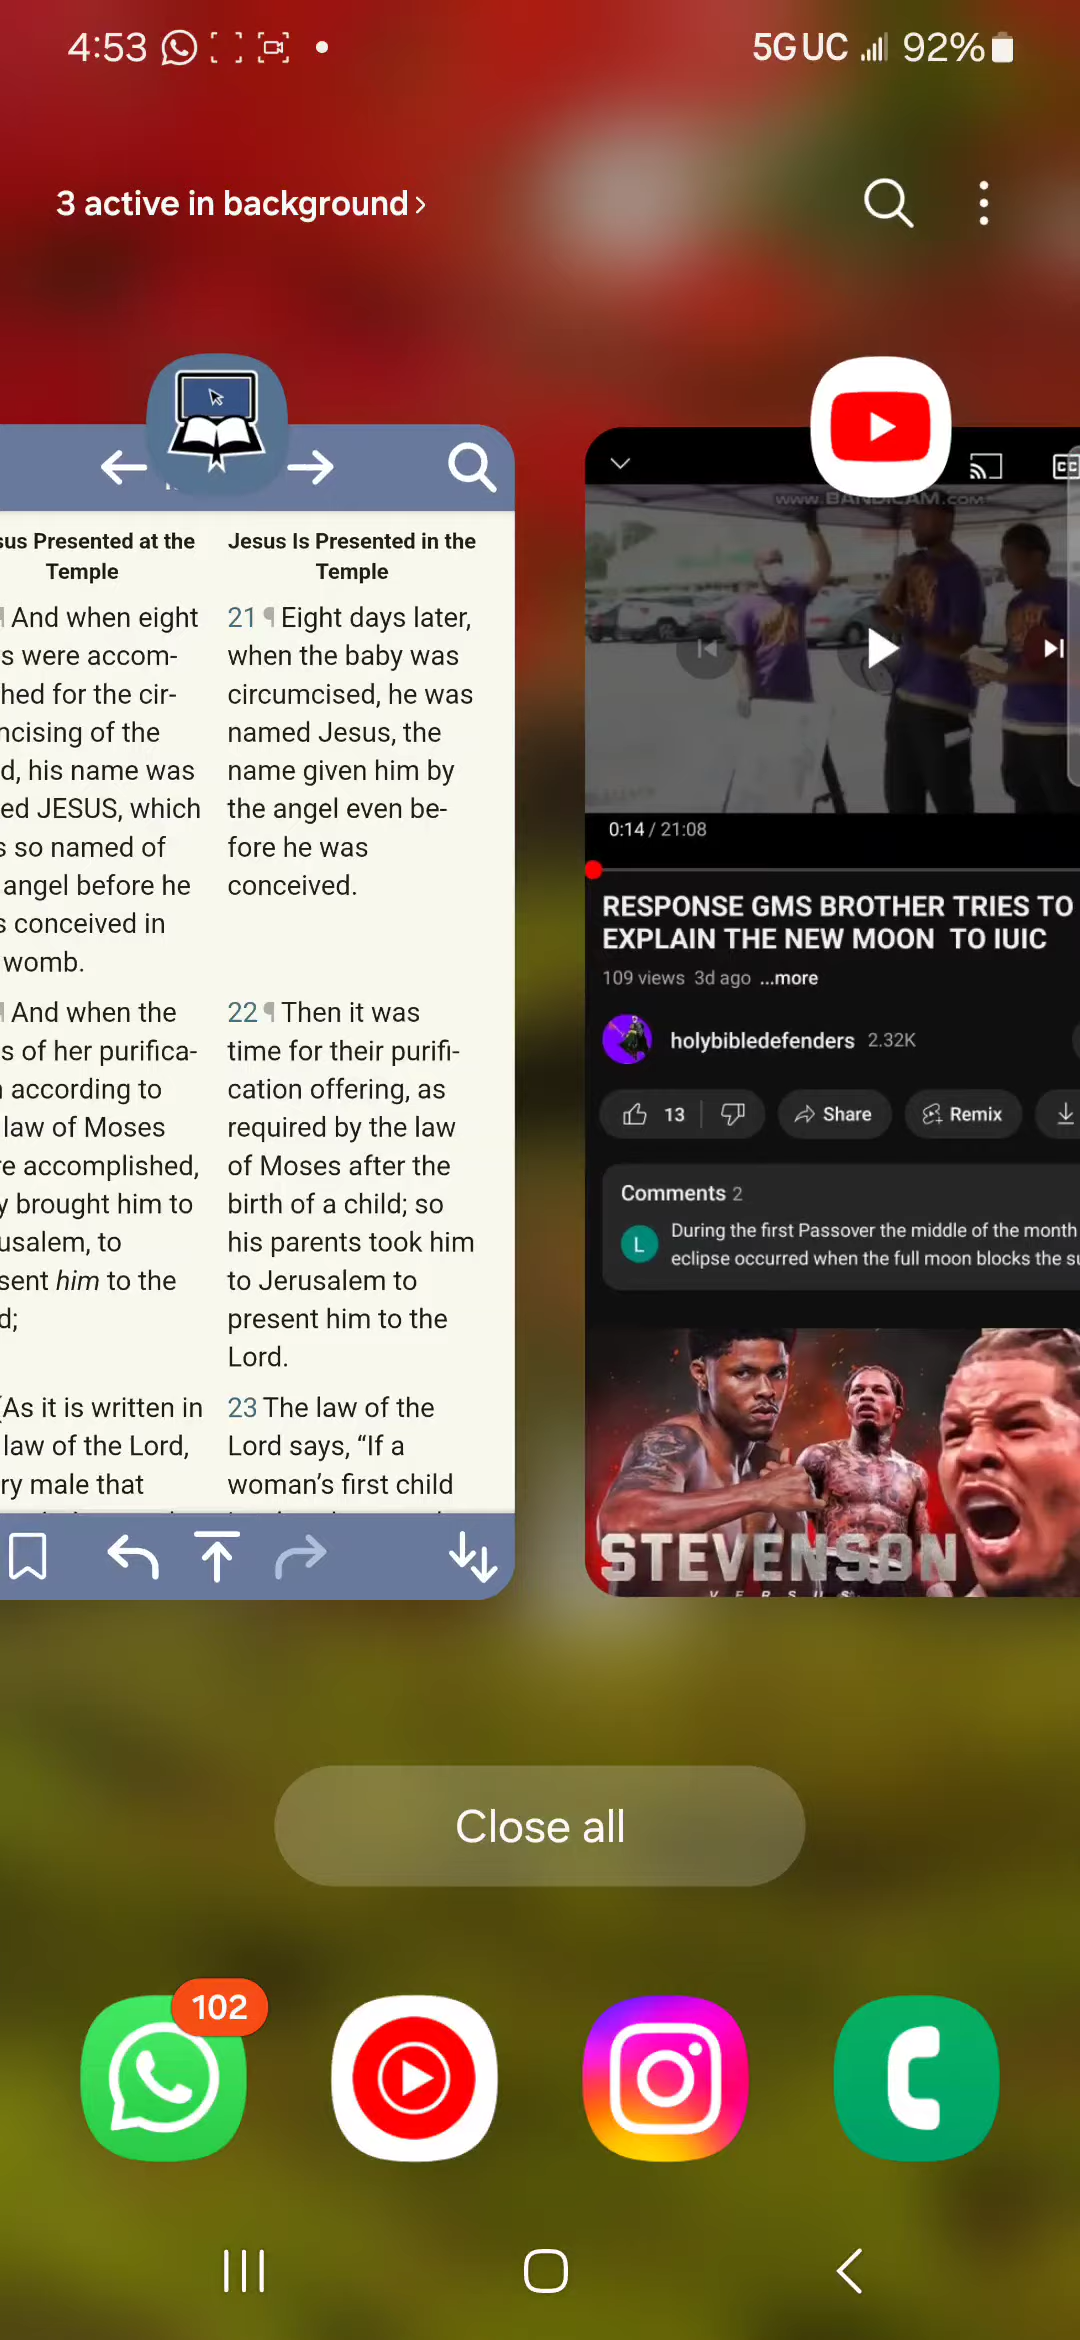 4:53
5G UC 92%
3 active in background
sus Presented at the
Temple
And when eight
s were accom-
hed for the cir-
ncising of the
d, his name was
ed JESUS, which
s so named of
angel before he
s conceived in
womb.
And when the
s of her purifica-
according to
law of Moses
re accomplished,
y brought him to
usalem, to
sent him to the
d;
(As it is written in
law of the Lord,
ry male that
Jesus Is Presented in the
Temple
21 ¶ Eight days later,
when the baby was
circumcised, he was
named Jesus, the
name given him by
the angel even be-
fore he was
conceived.
22 ¶ Then it was
time for their purifi-
cation offering, as
required by the law
of Moses after the
birth of a child; so
his parents took him
to Jerusalem to
present him to the
Lord.
23 The law of the
Lord says, “If a
woman’s first child
CC
www.BANDICAM.com
0:14 / 21:08
RESPONSE GMS BROTHER TRIES TO
EXPLAIN THE NEW MOON TO IUIC
109 views 3d ago ...more
holybibledefenders 2.32K
13 Share Remix
Comments 2
L
During the first Passover the middle of the month
eclipse occurred when the full moon blocks the su
STEVENSON
VERSUS
Close all
102